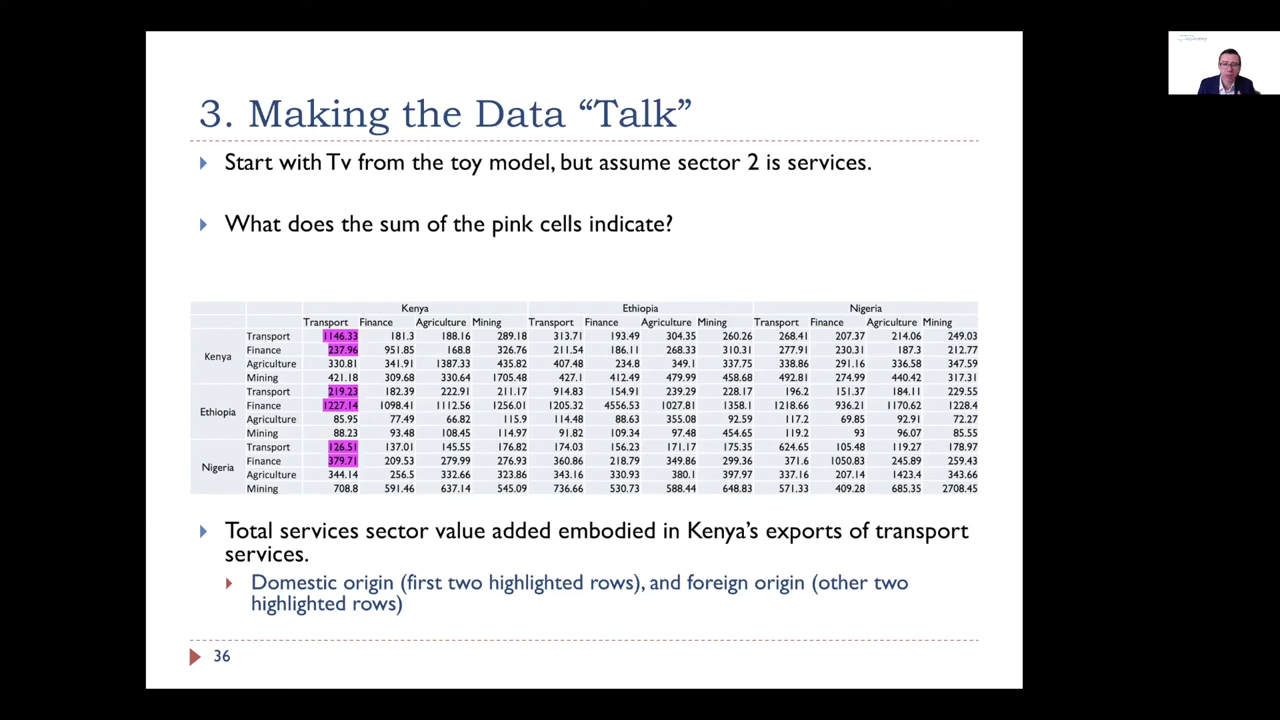 3. Making the Data “Talk”
Start with Tv from the toy model, but assume sector 2 is services.
What does the sum of the pink cells indicate?
Kenya Ethiopia Nigeria
Transport Finance Agriculture Mining Transport Finance Agriculture Mining Transport Finance Agriculture Mining
Kenya
Transport 1146.33 181.3 188.16 289.18 313.71 193.49 304.35 260.26 268.41 207.37 214.06 249.03
Finance 237.96 951.85 168.8 326.76 211.54 186.11 268.33 310.31 277.91 230.31 187.3 212.77
Agriculture 330.81 341.91 1387.33 435.82 407.48 234.8 349.1 337.75 338.86 291.16 336.58 347.59
Mining 421.18 309.68 330.64 1705.48 427.1 412.49 479.99 458.68 492.81 274.99 440.42 317.31
Ethiopia
Transport 219.23 182.39 222.91 211.17 914.83 154.91 239.29 228.17 196.2 151.37 184.11 229.55
Finance 1227.14 1098.41 1112.56 1256.01 1205.32 4556.53 1027.81 1358.1 1218.66 936.21 1170.62 1228.4
Agriculture 85.95 77.49 66.82 115.9 114.48 88.63 355.08 92.59 117.2 69.85 92.91 72.27
Mining 88.23 93.48 108.45 114.97 91.82 109.34 97.48 454.65 119.2 93 96.07 85.55
Nigeria
Transport 126.51 137.01 145.55 176.82 174.03 156.23 171.17 175.35 624.65 105.48 119.27 178.97
Finance 379.71 209.53 279.99 276.93 360.86 218.79 349.86 299.36 371.6 1050.83 245.89 259.43
Agriculture 344.14 256.5 332.66 323.86 343.16 330.93 380.1 397.97 337.16 207.14 1423.4 343.66
Mining 708.8 591.46 637.14 545.09 736.66 530.73 588.44 648.83 571.33 409.28 685.35 2708.45
Total services sector value added embodied in Kenya’s exports of transport
services.
Domestic origin (first two highlighted rows), and foreign origin (other two
highlighted rows)
36